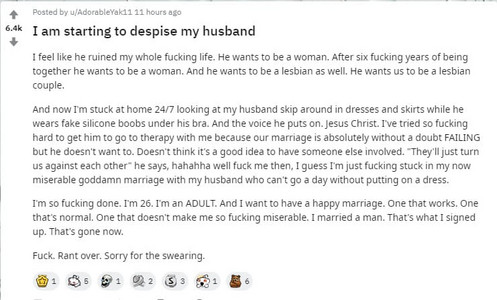 Posted by u/AdorableYak11 11 hours ago
6.4k
I am starting to despise my husband
I feel like he ruined my whole fucking life. He wants to be a woman. After six fucking years of being
together he wants to be a woman. And he wants to be a lesbian as well. He wants us to be a lesbian
couple.
And now I'm stuck at home 24/7 looking at my husband skip around in dresses and skirts while he
wears fake silicone boobs under his bra. And the voice he puts on. Jesus Christ. I've tried so fucking
hard to get him to go to therapy with me because our marriage is absolutely without a doubt FAILING
but he doesn't want to. Doesn't think it's a good idea to have someone else involved. "They'll just turn
us against each other" he says, hahahha well fuck me then, I guess I'm just fucking stuck in my now
miserable goddamn marriage with my husband who can't go a day without putting on a dress.
I'm so fucking done. I'm 26. I'm an ADULT. And I want to have a happy marriage. One that works. One
that's normal. One that doesn't make me so fucking miserable. I married a man. That's what I signed
up. That's gone now.
Fuck. Rant over. Sorry for the swearing.
1 5 1 2 3 1 6